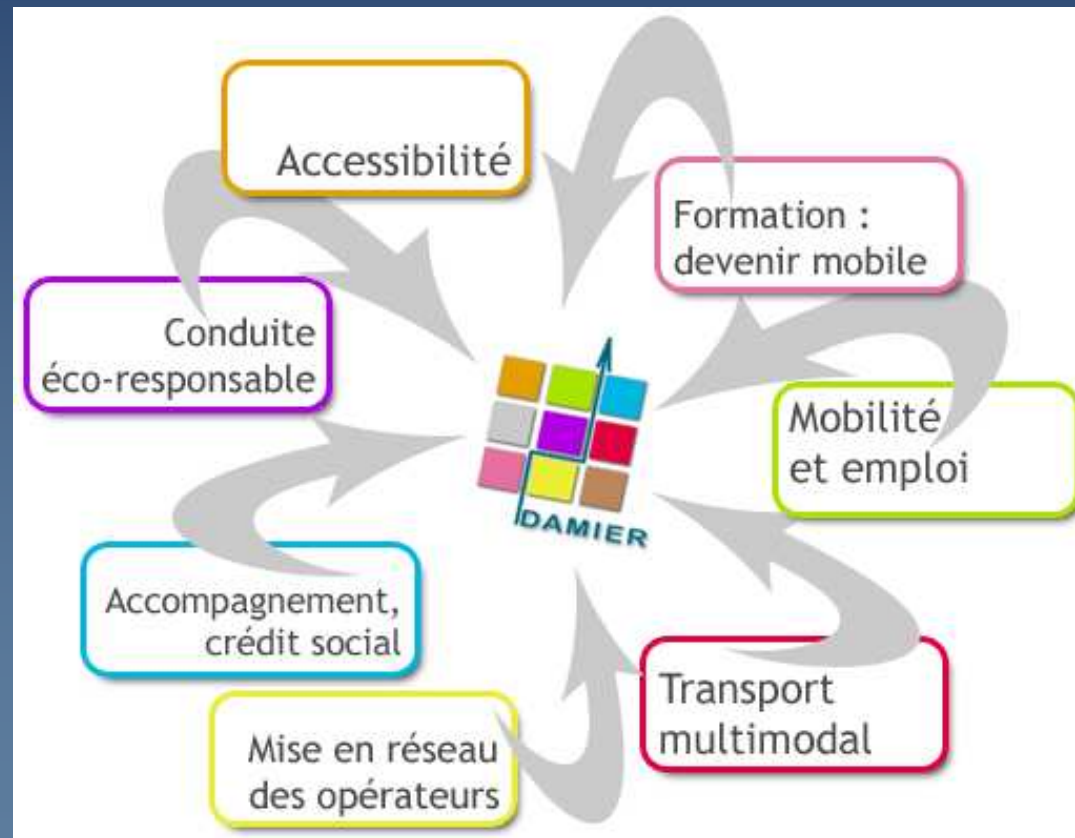 Accessibilité
Formation :
devenir mobile
Conduite
éco-responsable
Mobilité
et emploi
DAMIER
Accompagnement,
crédit social
Transport
multimodal
Mise en réseau
des opérateurs